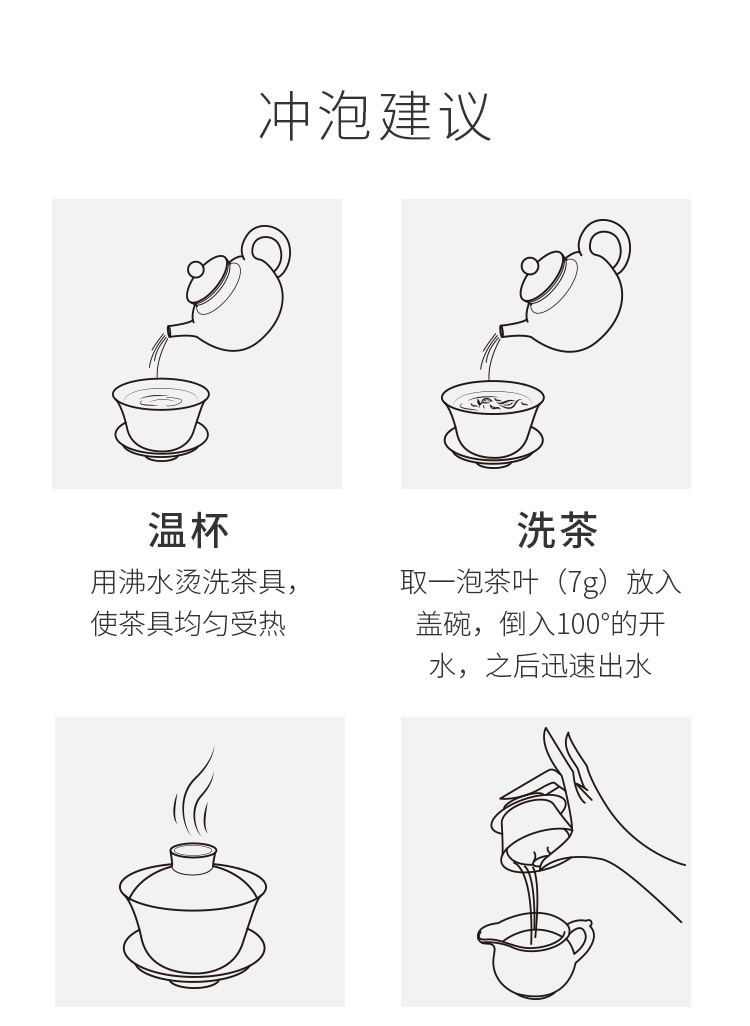 冲泡建议
温杯
用沸水烫洗茶具，
使茶具均匀受热
洗茶
取一泡茶叶（7g）放入
盖碗，倒入100°的开
水，之后迅速出水